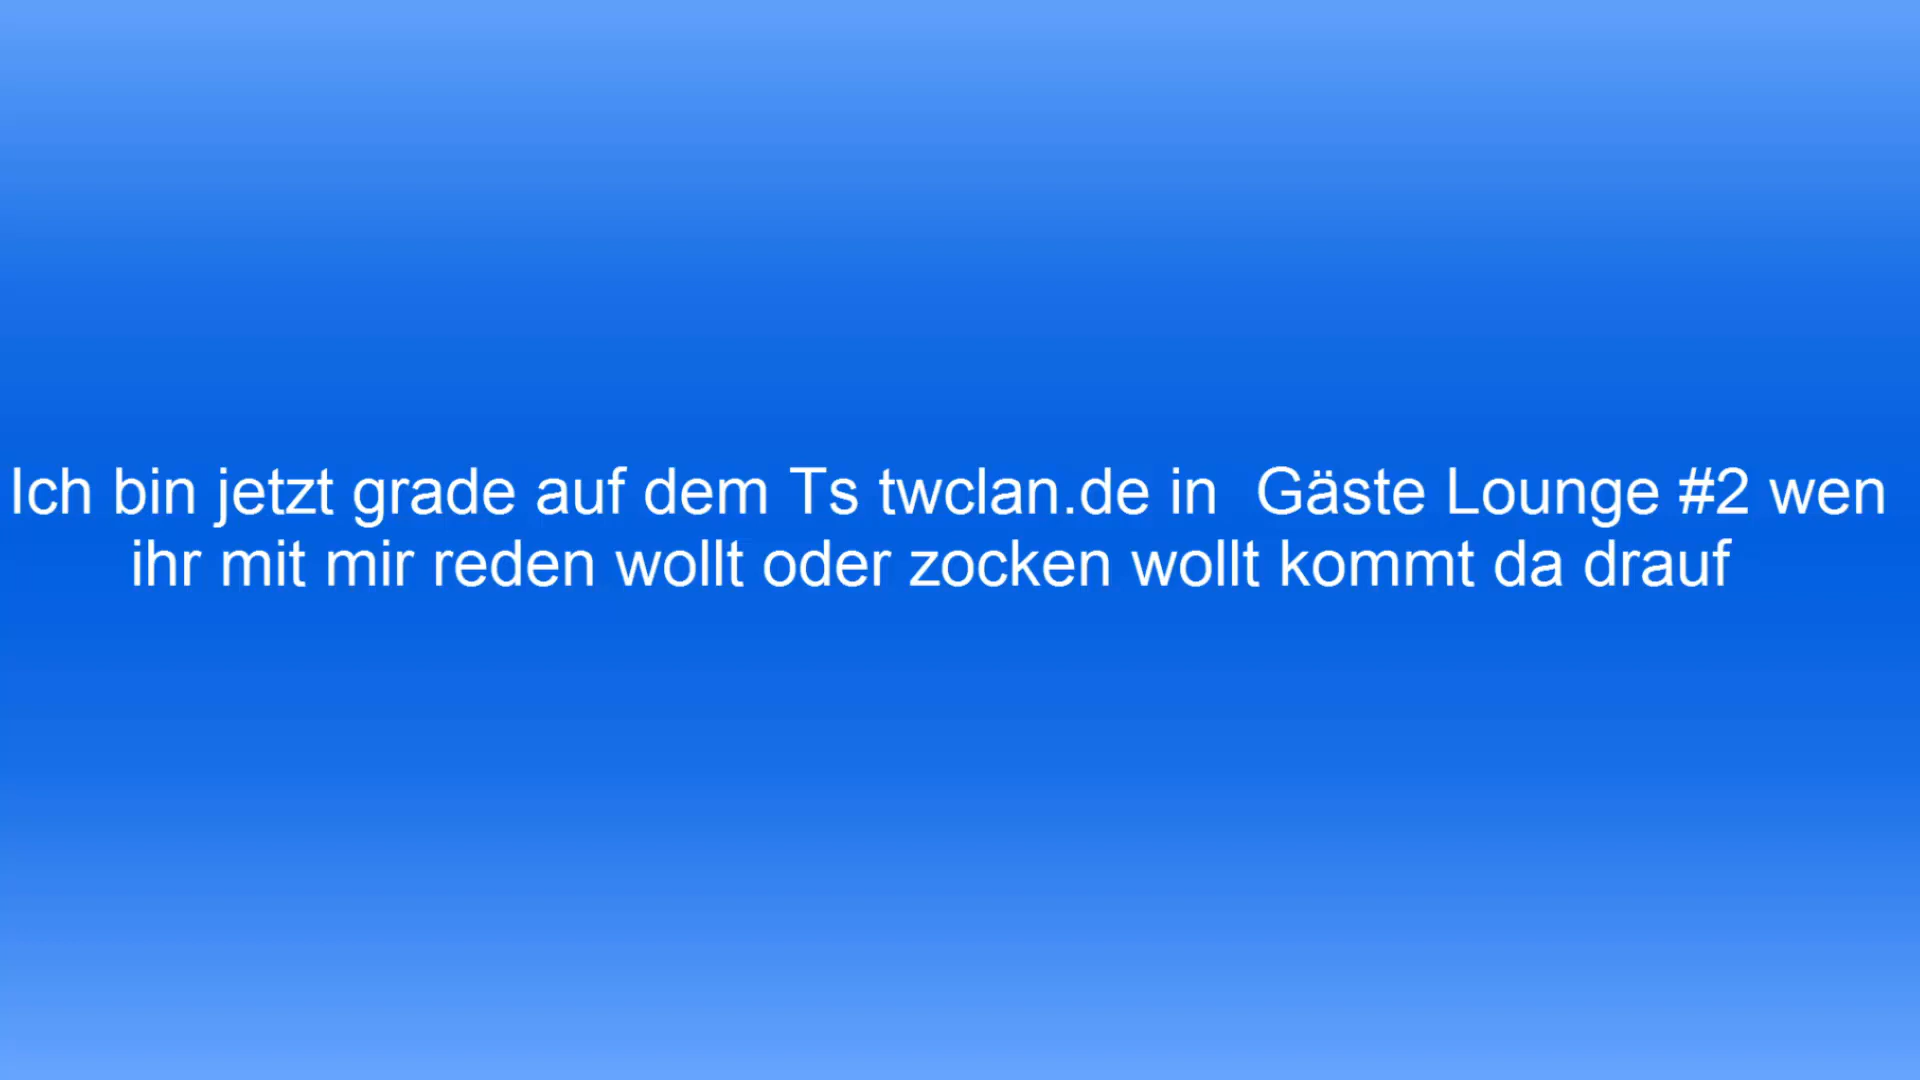 Ich bin jetzt grade auf dem Ts twclan.de in  Gäste Lounge #2 wen
ihr mit mir reden wollt oder zocken wollt kommt da drauf